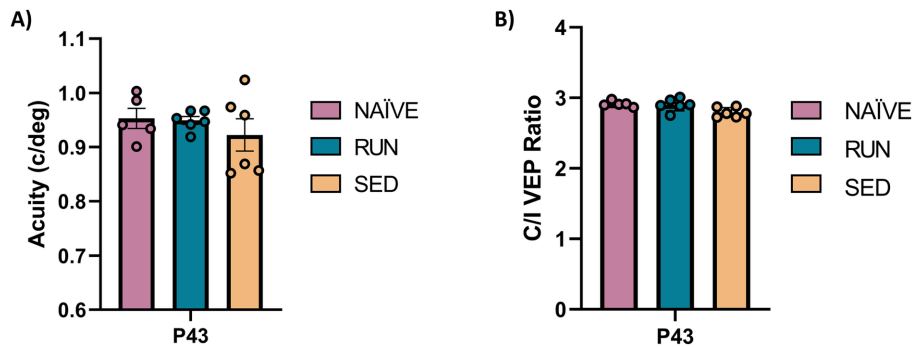 A)
Acuity (c/deg)
1.1
1.0
0.9
0.8
0.7
0.6
P43
NAÏVE
RUN
SED
B)
C/I VEP Ratio
4
3
2
1
0
P43
NAÏVE
RUN
SED